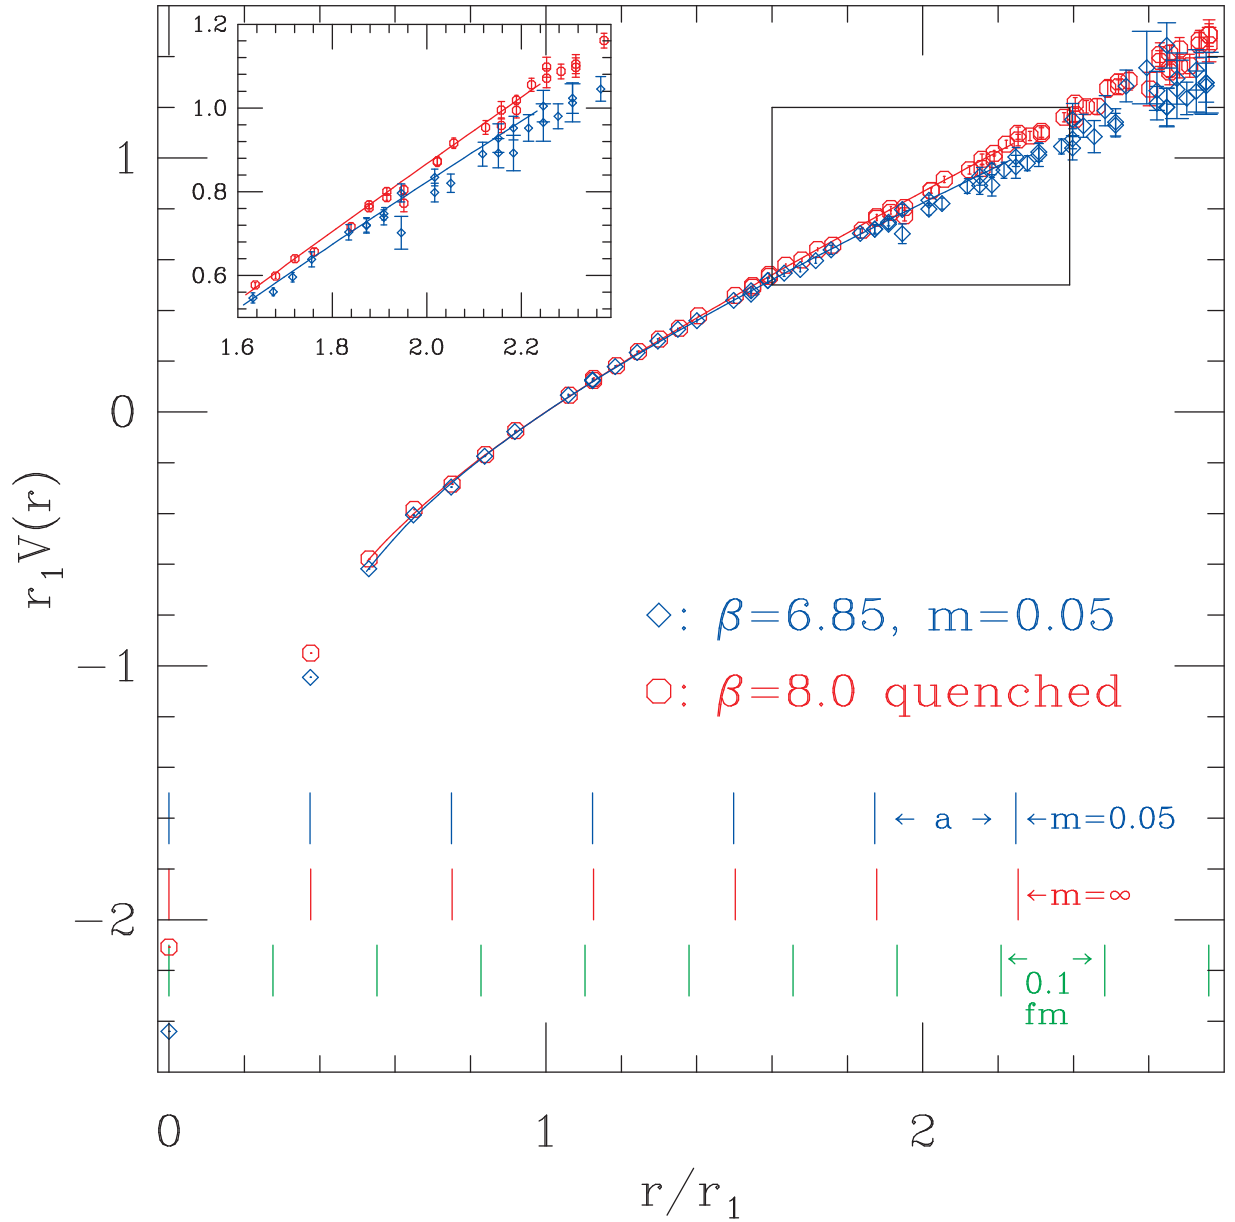 1.2
1.0
0.8
0.6
1.6 1.8 2.0 2.2
1
0
−1
−2
r₁V(r)
◇: β=6.85, m=0.05
○: β=8.0 quenched
← a → ←m=0.05
←m=∞
← →
0.1
fm
0 1 2
r/r₁